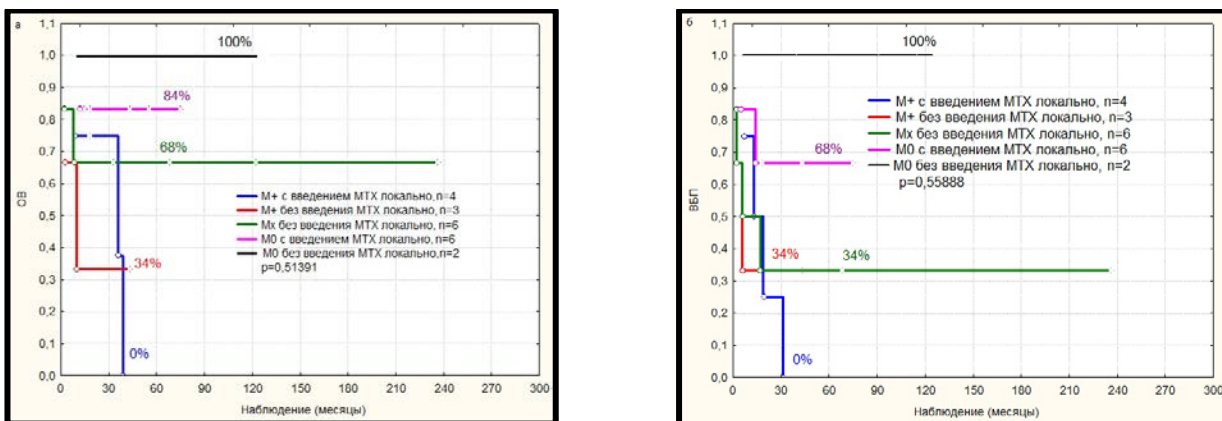 а
1,1
1,0
0,9
0,8
0,7
0,6
0,5
0,4
0,3
0,2
0,1
0,0
ОВ
100%
84%
68%
34%
0%
М+ с введением МТХ локально, n=4
М+ без введения МТХ локально, n=3
Мх без введения МТХ локально, n=6
М0 с введением МТХ локально, n=6
М0 без введения МТХ локально,n=2
p=0,51391
0 30 60 90 120 150 180 210 240 270 300
Наблюдение (месяцы)
б
1,1
1,0
0,9
0,8
0,7
0,6
0,5
0,4
0,3
0,2
0,1
0,0
ВБП
100%
М+ с введением МТХ локально, n=4
М+ без введения МТХ локально, n=3
Мх без введения МТХ локально, n=6
М0 с введением МТХ локально, n=6
М0 без введения МТХ локально, n=2
p=0,55888
68%
34% 34%
0%
0 30 60 90 120 150 180 210 240 270 300
Наблюдение (месяцы)